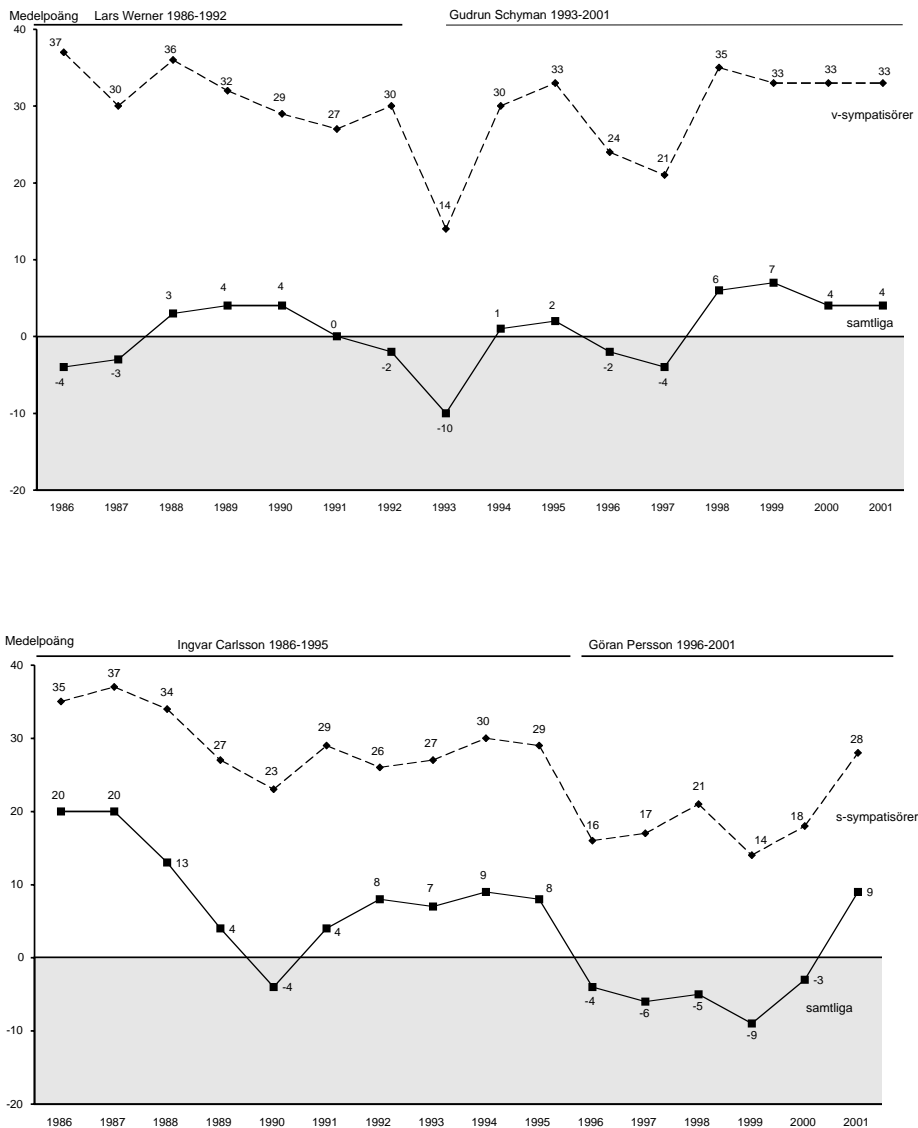 Medelpoäng Lars Werner 1986-1992 Gudrun Schyman 1993-2001
40
37 30 36 32 29 27 30 14 30 33 24 21 35 33 33 33
v-sympatisörer
30
20
10
-4 -3 3 4 4 0 -2 -10 1 2 -2 -4 6 7 4 4
samtliga
0
-10
-20
1986 1987 1988 1989 1990 1991 1992 1993 1994 1995 1996 1997 1998 1999 2000 2001
Medelpoäng Ingvar Carlsson 1986-1995 Göran Persson 1996-2001
40
35 37 34 27 23 29 26 27 30 29 16 17 21 14 18 28
30
s-sympatisörer
20
20 20 13 4 -4 4 8 7 9 8 -4 -6 -5 -9 -3 9
10
0
samtliga
-10
-20
1986 1987 1988 1989 1990 1991 1992 1993 1994 1995 1996 1997 1998 1999 2000 2001